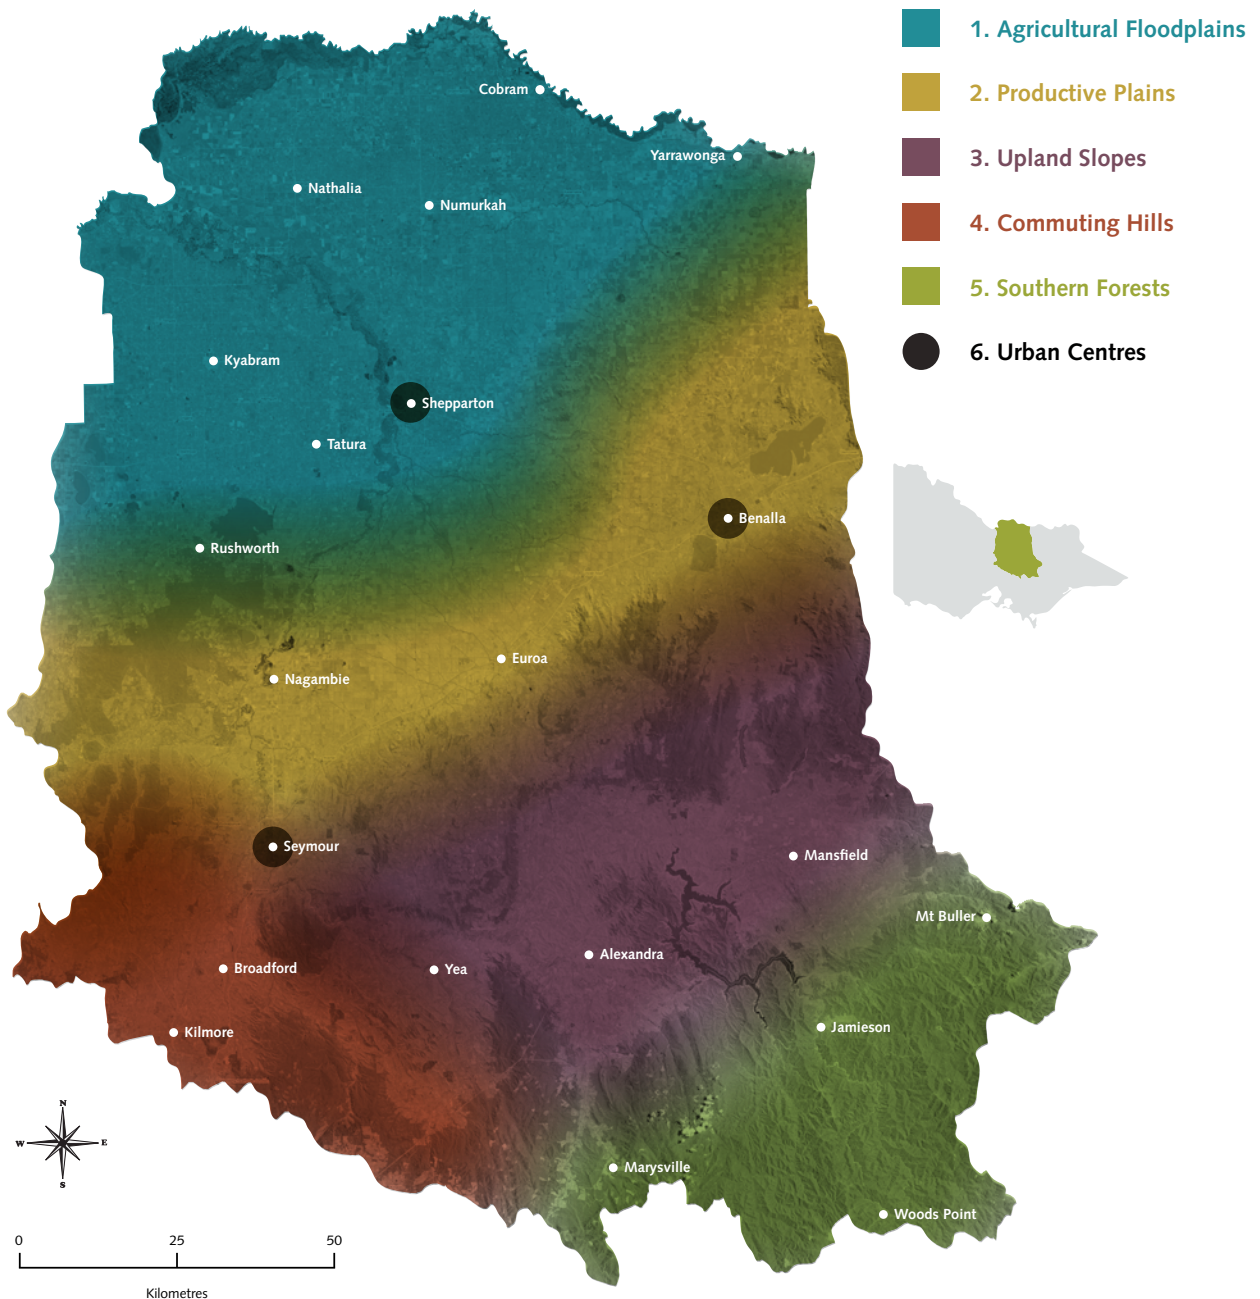 1. Agricultural Floodplains
2. Productive Plains
3. Upland Slopes
4. Commuting Hills
5. Southern Forests
6. Urban Centres
Cobram
Yarrawonga
Nathalia
Numurkah
Kyabram
Shepparton
Tatura
Benalla
Rushworth
Euroa
Nagambie
Seymour
Mansfield
Mt Buller
Alexandra
Broadford
Yea
Jamieson
Kilmore
Marysville
Woods Point
N
W E
S
0 25 50
Kilometres